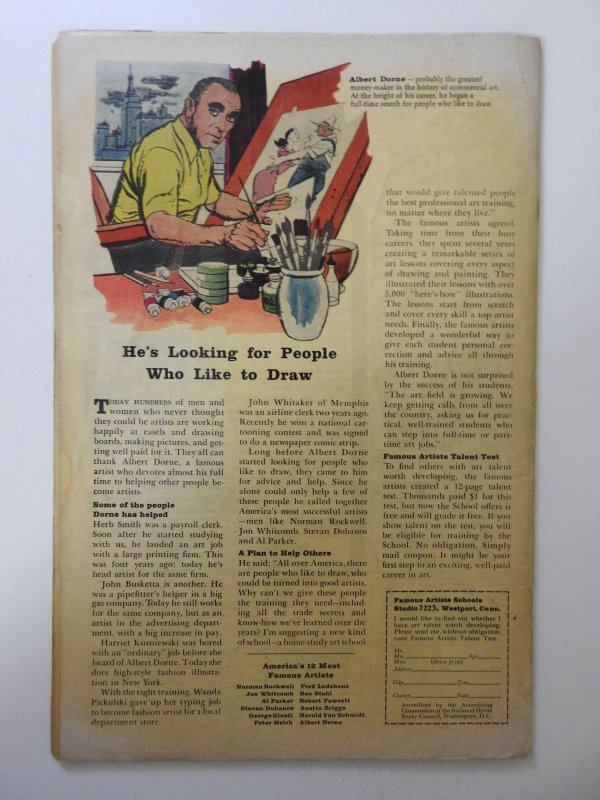 Albert Dorne — probably the greatest
money-maker in the history of commercial art.
At the height of his career, he began a
full-time search for people who like to draw.
He's Looking for People
Who Like to Draw
TODAY HUNDREDS of men and
women who never thought
they could be artists are working
happily at easels and drawing
boards, making pictures, and get-
ting well paid for it. They all can
thank Albert Dorne, a famous
artist who devotes almost his full
time to helping other people be-
come artists.
Some of the people
Dorne has helped
Herb Smith was a payroll clerk.
Soon after he started studying
with us, he landed an art job
with a large printing firm. This
was four years ago; today he's
head artist for the same firm.
John Busketta is another. He
was a pipefitter's helper in a big
gas company. Today he still works
for the same company, but as an
artist in the advertising depart-
ment, with a big increase in pay.
Harriet Kuzniewski was bored
with an "ordinary" job before she
heard of Albert Dorne. Today she
does high-fashion illustra-
tion in New York.
With the right training, Wanda
Pickulski gave up her typing job
to become fashion artist for a local
department store.
John Whitaker of Memphis
was an airline clerk two years ago.
Recently he won a national car-
tooning contest and was signed
to do a newspaper comic strip.
Long before Albert Dorne
started looking for people who
like to draw, they came to him
for advice and help. Since he
alone could only help a few of
these people he called together
America's most successful artists
—men like Norman Rockwell,
Jon Whitcomb, Stevan Dohanos
and Al Parker.
A Plan to Help Others
He said: "All over America, there
are people who like to draw, who
could be turned into good artists.
Why can't we give these people
the training they need—includ-
ing all the trade secrets and
know-how we've learned over the
years? I'm suggesting a new kind
of school—a home-study art school
America's 12 Most
Famous Artists
Norman Rockwell Fred Ludekens
Jon Whitcomb Ben Stahl
Al Parker Robert Fawcett
Stevan Dohanos Austin Briggs
George Giusti Harold Von Schmidt
Peter Helck Albert Dorne
that would give talented people
the best professional art training,
no matter where they live."
The famous artists agreed.
Taking time from their busy
careers, they spent several years
creating a remarkable series of
art lessons covering every aspect
of drawing and painting. They
illustrated their lessons with over
5,000 "here's-how" illustrations.
The lessons start from scratch
and cover every skill a top artist
needs. Finally, the famous artists
developed a wonderful way to
give each student personal cor-
rection and advice all through
his training.
Albert Dorne is not surprised
by the success of his students.
"The art field is growing. We
keep getting calls from all over
the country, asking us for prac-
tical, well-trained students who
can step into full-time or part-
time art jobs."
Famous Artists Talent Test
To find others with art talent
worth developing, the famous
artists created a 12-page talent
test. Thousands paid $1 for this
test, but now the School offers it
free and will grade it free. If you
show talent on the test, you will
be eligible for training by the
School. No obligation. Simply
mail coupon. It might be your
first step to an exciting, well-paid
career in art.
Famous Artists Schools
Studio 7223, Westport, Conn.
I would like to find out whether I
have art talent worth developing.
Please send me, without obligation,
your Famous Artists Talent Test.
Mr.
Mrs. Age
Miss (please print)
Address
City Zone
County State
Accredited by the Accrediting
Commission of the National Home
Study Council, Washington, D.C.